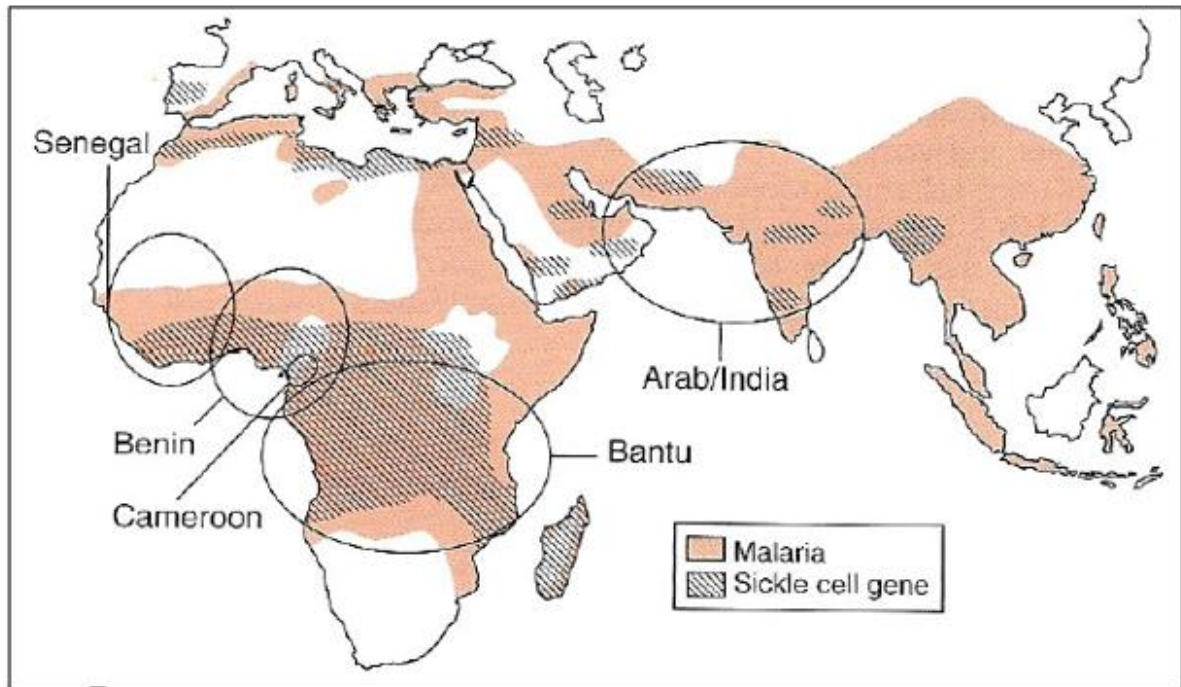 Senegal
Benin
Cameroon
Bantu
Arab/India
Malaria
Sickle cell gene